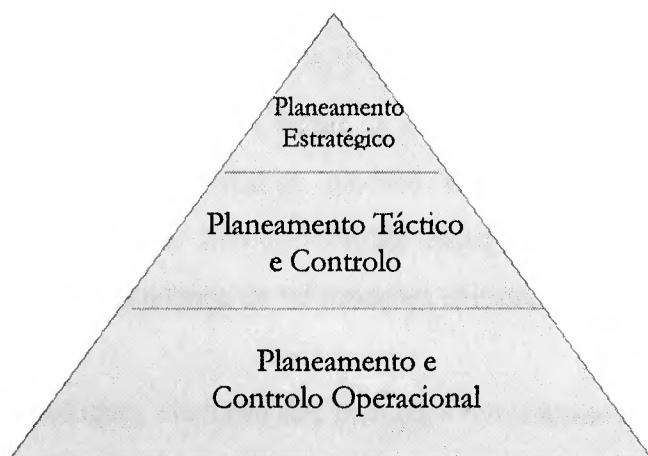 Planeamento
Estratégico
Planeamento Táctico
e Controlo
Planeamento e
Controlo Operacional